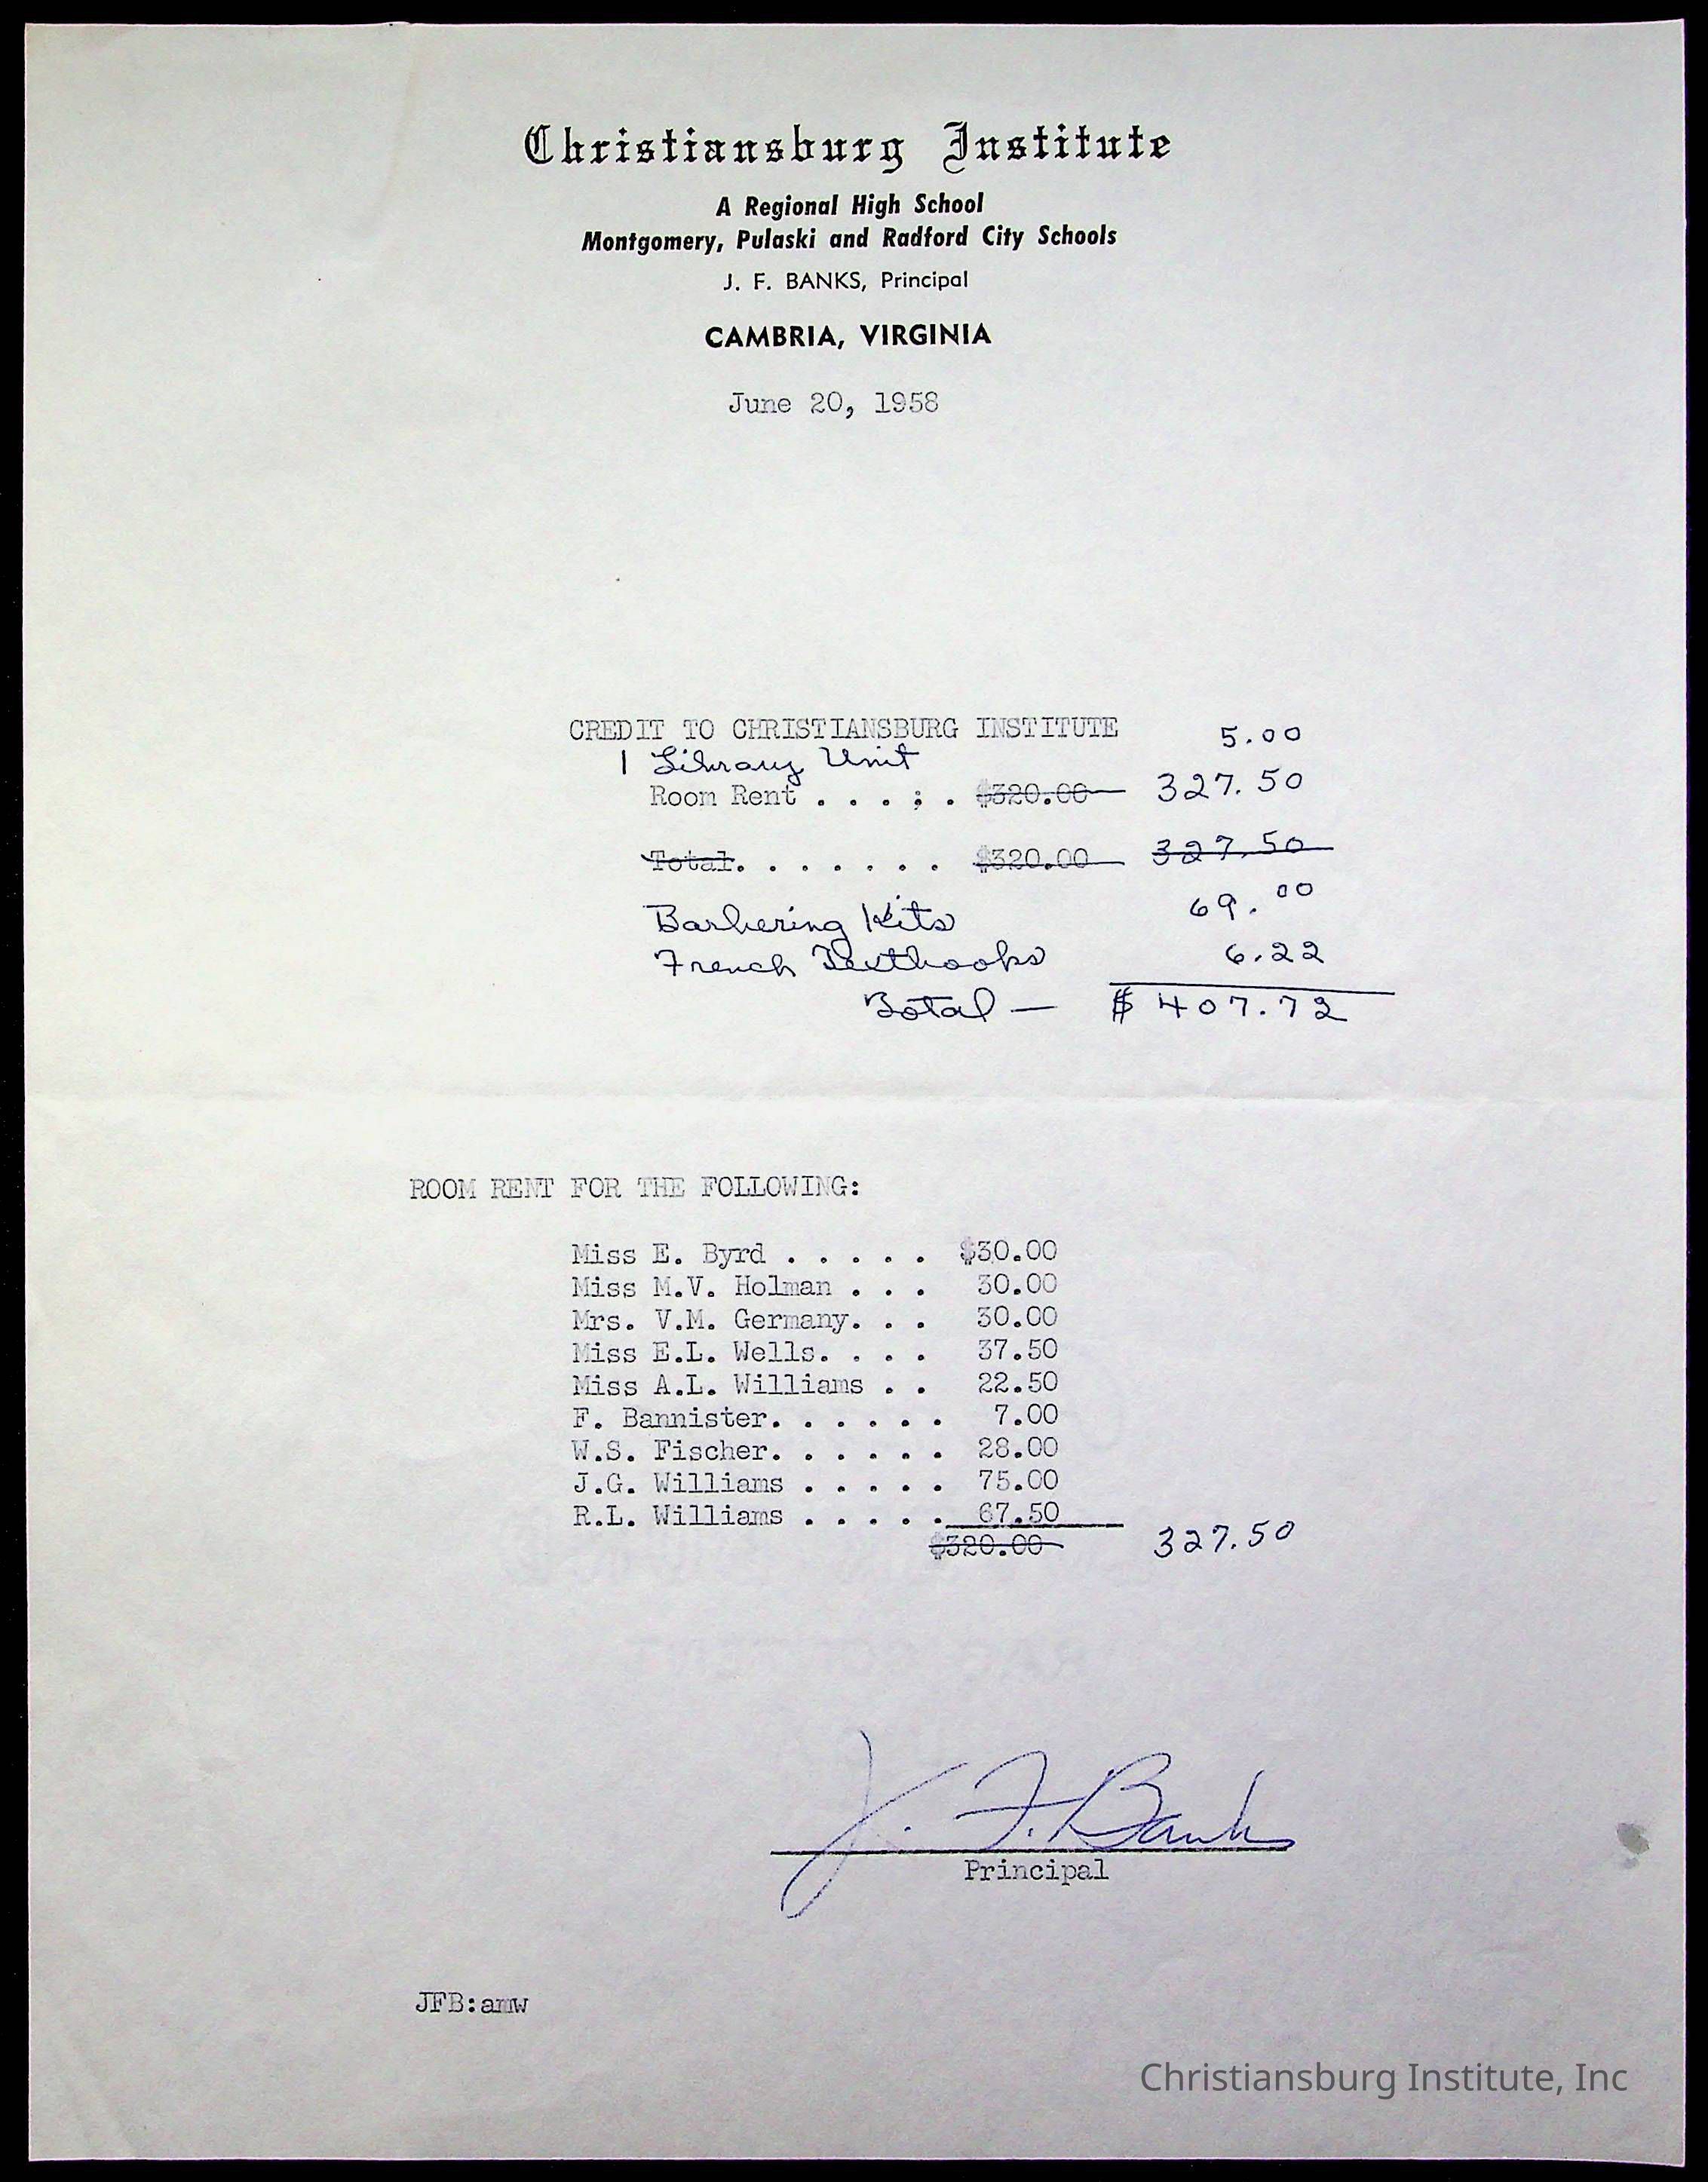 Christiansburg Institute
A Regional High School
Montgomery, Pulaski and Radford City Schools
J. F. BANKS, Principal
CAMBRIA, VIRGINIA
June 20, 1958
CREDIT TO CHRISTIANSBURG INSTITUTE 5.00
1 Library Unit
Room Rent . . . ; . $320.00 327.50
Total. . . . . . . $320.00 327.50
Barbering Kits 69.00
French Textbooks 6.22
Total — $ 407.72
ROOM RENT FOR THE FOLLOWING:
Miss E. Byrd . . . . . $30.00
Miss M.V. Holman . . . 30.00
Mrs. V.M. Germany. . . 30.00
Miss E.L. Wells. . . . 37.50
Miss A.L. Williams . . 22.50
F. Bannister. . . . . . 7.00
W.S. Fischer. . . . . . 28.00
J.G. Williams . . . . . 75.00
R.L. Williams . . . . . 67.50
$320.00 327.50
J. F. Banks
Principal
JFB:amw
Christiansburg Institute, Inc